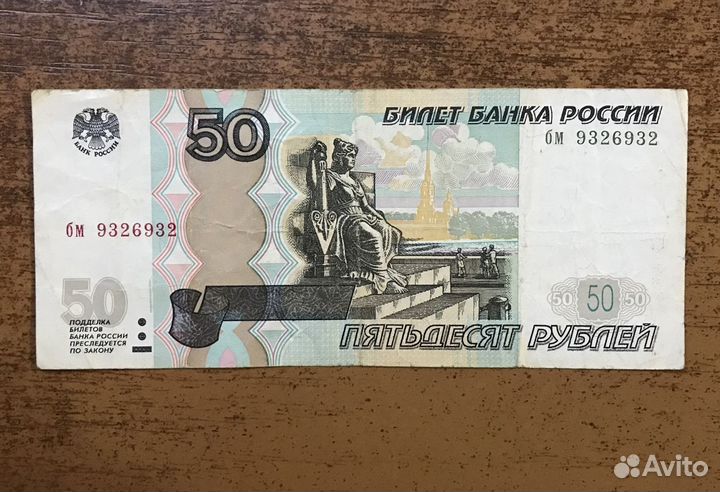 БИЛЕТ БАНКА РОССИИ
50
бм 9326932
БАНК РОССИИ
бм 9326932
50
ПОДДЕЛКА
БИЛЕТОВ
БАНКА РОССИИ
ПРЕСЛЕДУЕТСЯ
ПО ЗАКОНУ
50 50 50
ПЯТЬДЕСЯТ РУБЛЕЙ
Avito